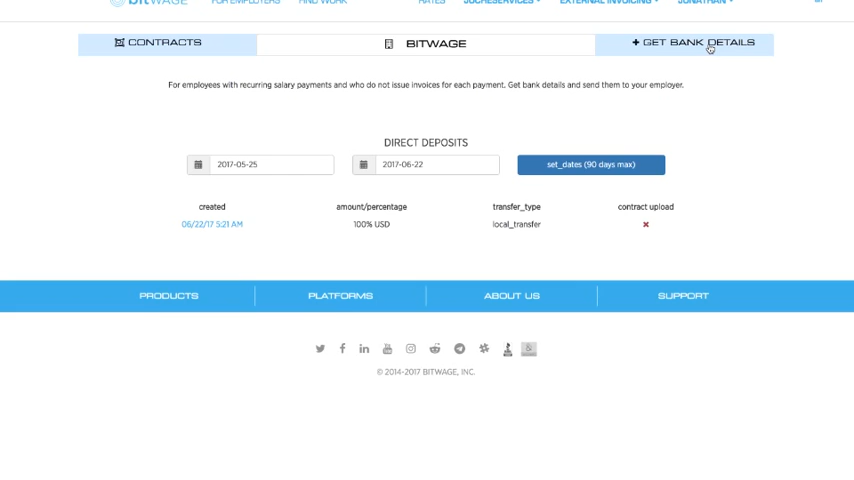 bitWAGE FOR EMPLOYERS FIND WORK RATES EXTERNAL INVOICING JONATHAN
CONTRACTS BITWAGE + GET BANK DETAILS
For employees with recurring salary payments and who do not issue invoices for each payment. Get bank details and send them to your employer.
DIRECT DEPOSITS
2017-05-25 2017-06-22 set_dates (90 days max)
created amount/percentage transfer_type contract upload
06/22/17 5:21 AM 100% USD local_transfer
PRODUCTS PLATFORMS ABOUT US SUPPORT
© 2014-2017 BITWAGE, INC.